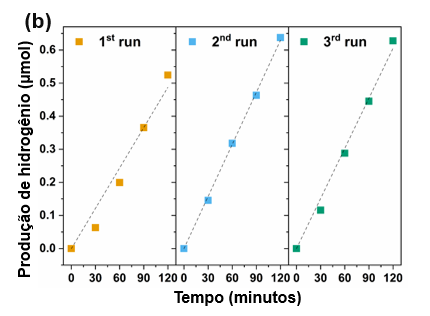 (b)
1st run
2nd run
3rd run
Produção de hidrogênio (µmol)
0.6
0.5
0.4
0.3
0.2
0.1
0.0
0 30 60 90 120 0 30 60 90 120 0 30 60 90 120
Tempo (minutos)